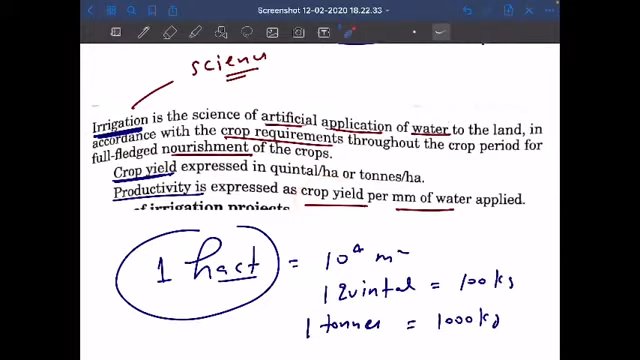 Screenshot 12-02-2020 18.22.33
science
Irrigation is the science of artificial application of water to the land, in
accordance with the crop requirements throughout the crop period for
full-fledged nourishment of the crops.
Crop yield expressed in quintal/ha or tonnes/ha.
Productivity is expressed as crop yield per mm of water applied.
of irrigation projects
1 hact = 10⁴ m²
1 quintal = 100 kg
1 tonnes = 1000 kg